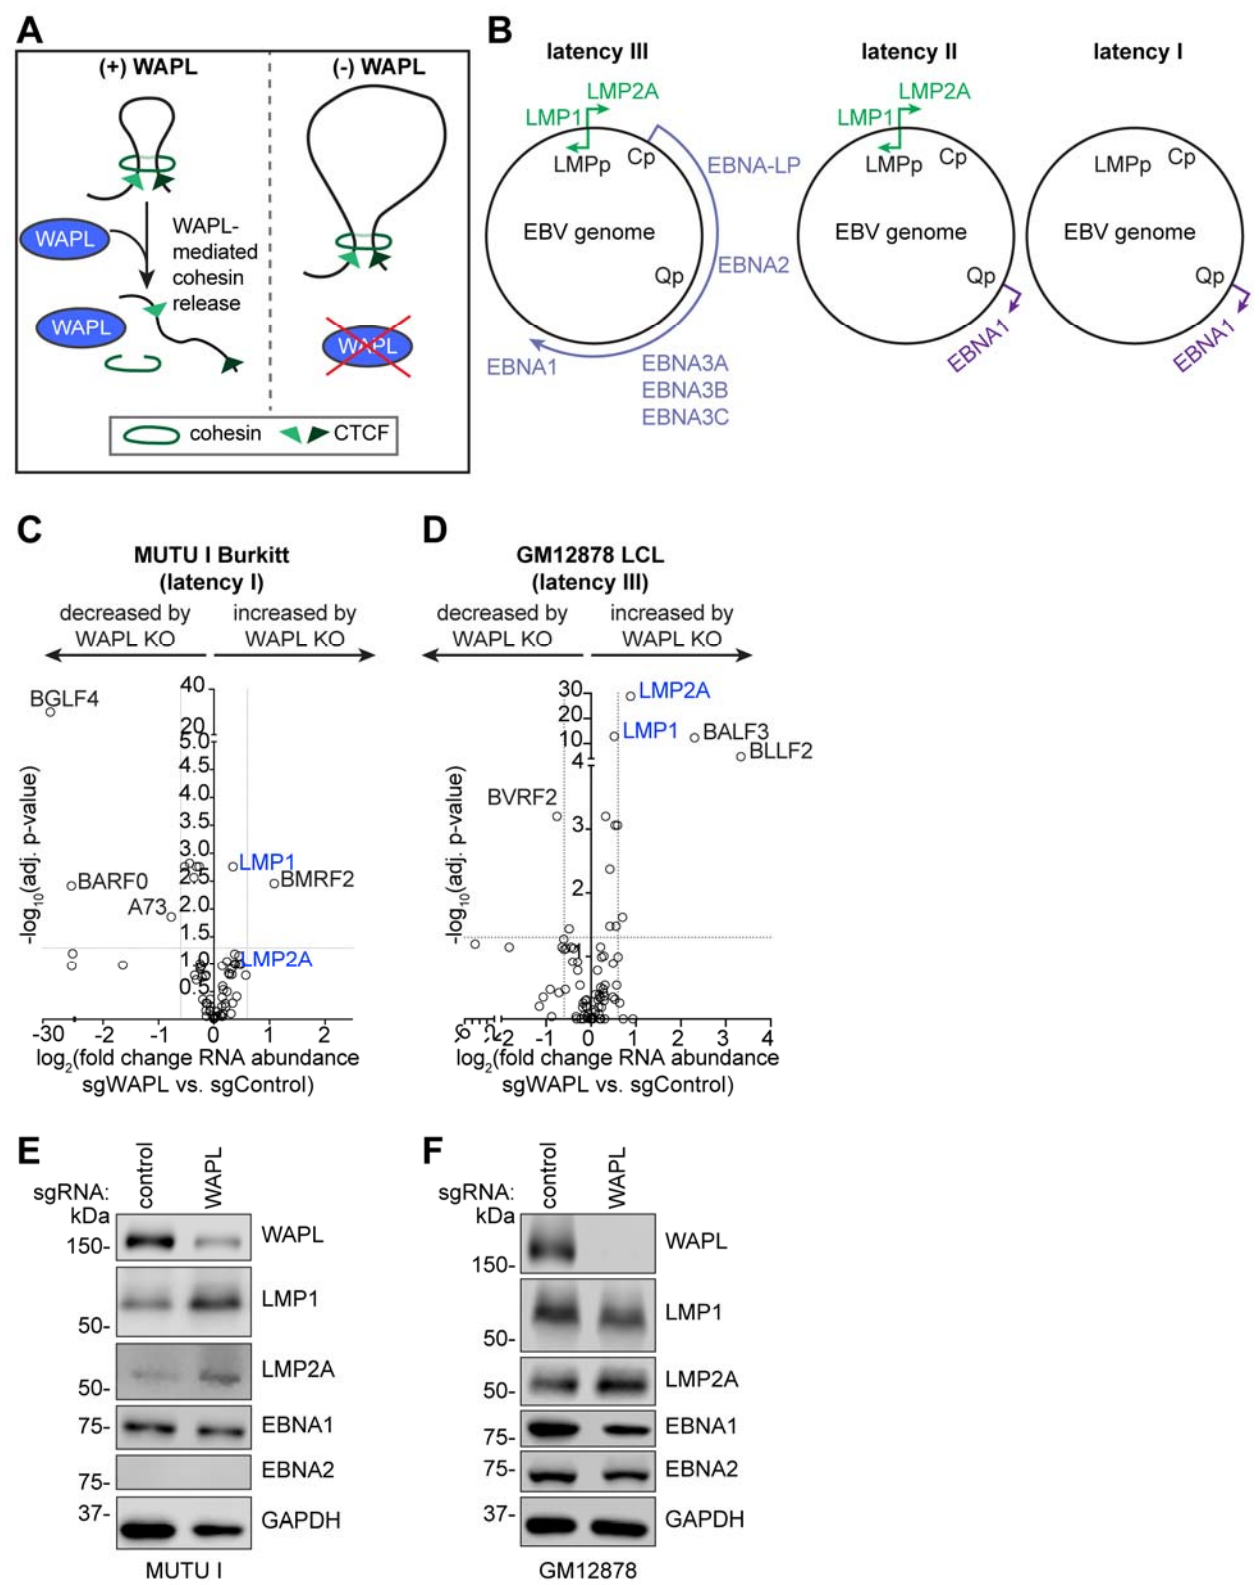 A
(+) WAPL
(-) WAPL
WAPL
WAPL-
mediated
cohesin
release
WAPL
WAPL
cohesin
CTCF
B
latency III
latency II
latency I
LMP2A
LMP1
LMPp
Cp
EBNA-LP
EBV genome
EBNA2
Qp
EBNA1
EBNA3A
EBNA3B
EBNA3C
LMP2A
LMP1
LMPp
Cp
EBV genome
Qp
EBNA1
LMPp
Cp
EBV genome
Qp
EBNA1
C
MUTU I Burkitt
(latency I)
decreased by
WAPL KO
increased by
WAPL KO
-log10(adj. p-value)
40
20
5.0
4.5
4.0
3.5
3.0
2.5
2.0
1.5
1.0
0.5
BGLF4
LMP1
BARF0
BMRF2
A73
LMP2A
-30 -2 -1 0 1 2
log2(fold change RNA abundance
sgWAPL vs. sgControl)
D
GM12878 LCL
(latency III)
decreased by
WAPL KO
increased by
WAPL KO
-log10(adj. p-value)
30
20
10
4
3
2
1
LMP2A
LMP1
BALF3
BLLF2
BVRF2
-2 -1 0 1 2 3 4
log2(fold change RNA abundance
sgWAPL vs. sgControl)
E
sgRNA:
control
WAPL
kDa
150-
WAPL
LMP1
50-
LMP2A
50-
75-
EBNA1
EBNA2
75-
37-
GAPDH
MUTU I
F
sgRNA:
control
WAPL
kDa
WAPL
150-
LMP1
50-
LMP2A
50-
EBNA1
75-
75-
EBNA2
37-
GAPDH
GM12878